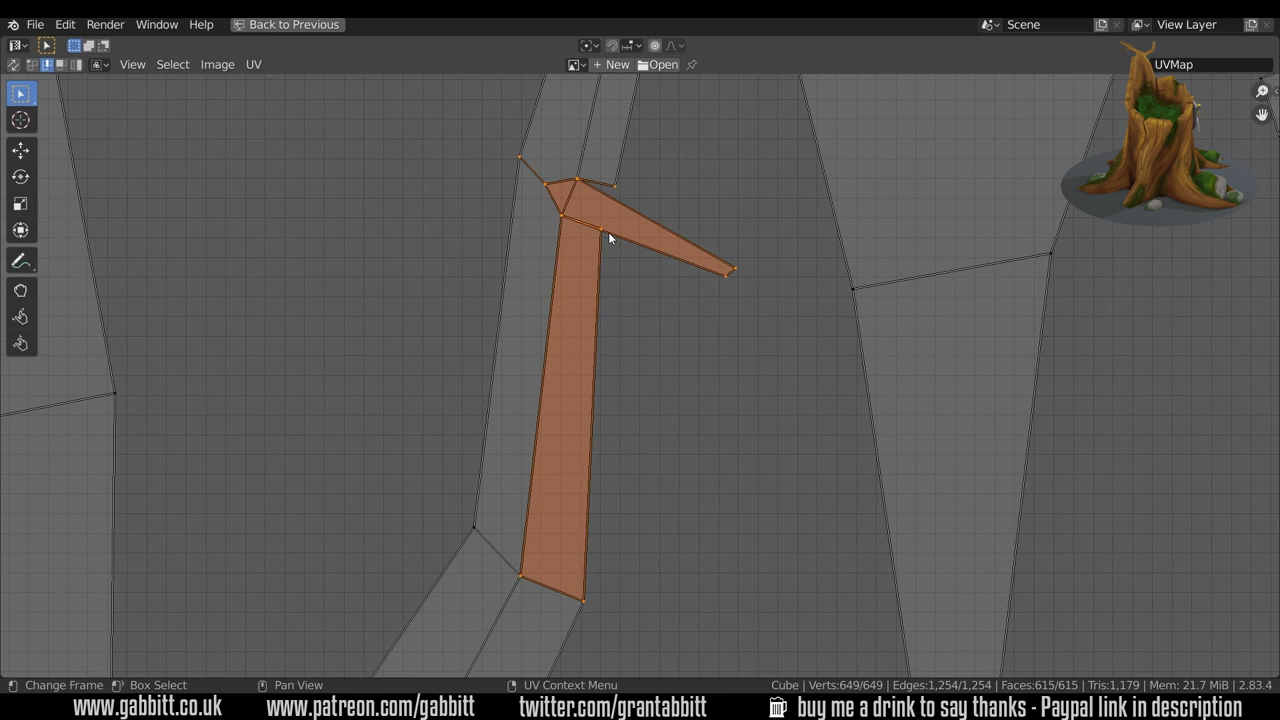 File Edit Render Window Help Back to Previous Scene View Layer
View Select Image UV New Open UVMap
Change Frame Box Select Pan View UV Context Menu Cube | Verts:649/649 | Edges:1,254/1,254 | Faces:615/615 | Tris:1,179 | Mem: 21.7 MiB | 2.83.4
www.gabbitt.co.uk www.patreon.com/gabbitt twitter.com/grantabbitt buy me a drink to say thanks - Paypal link in description